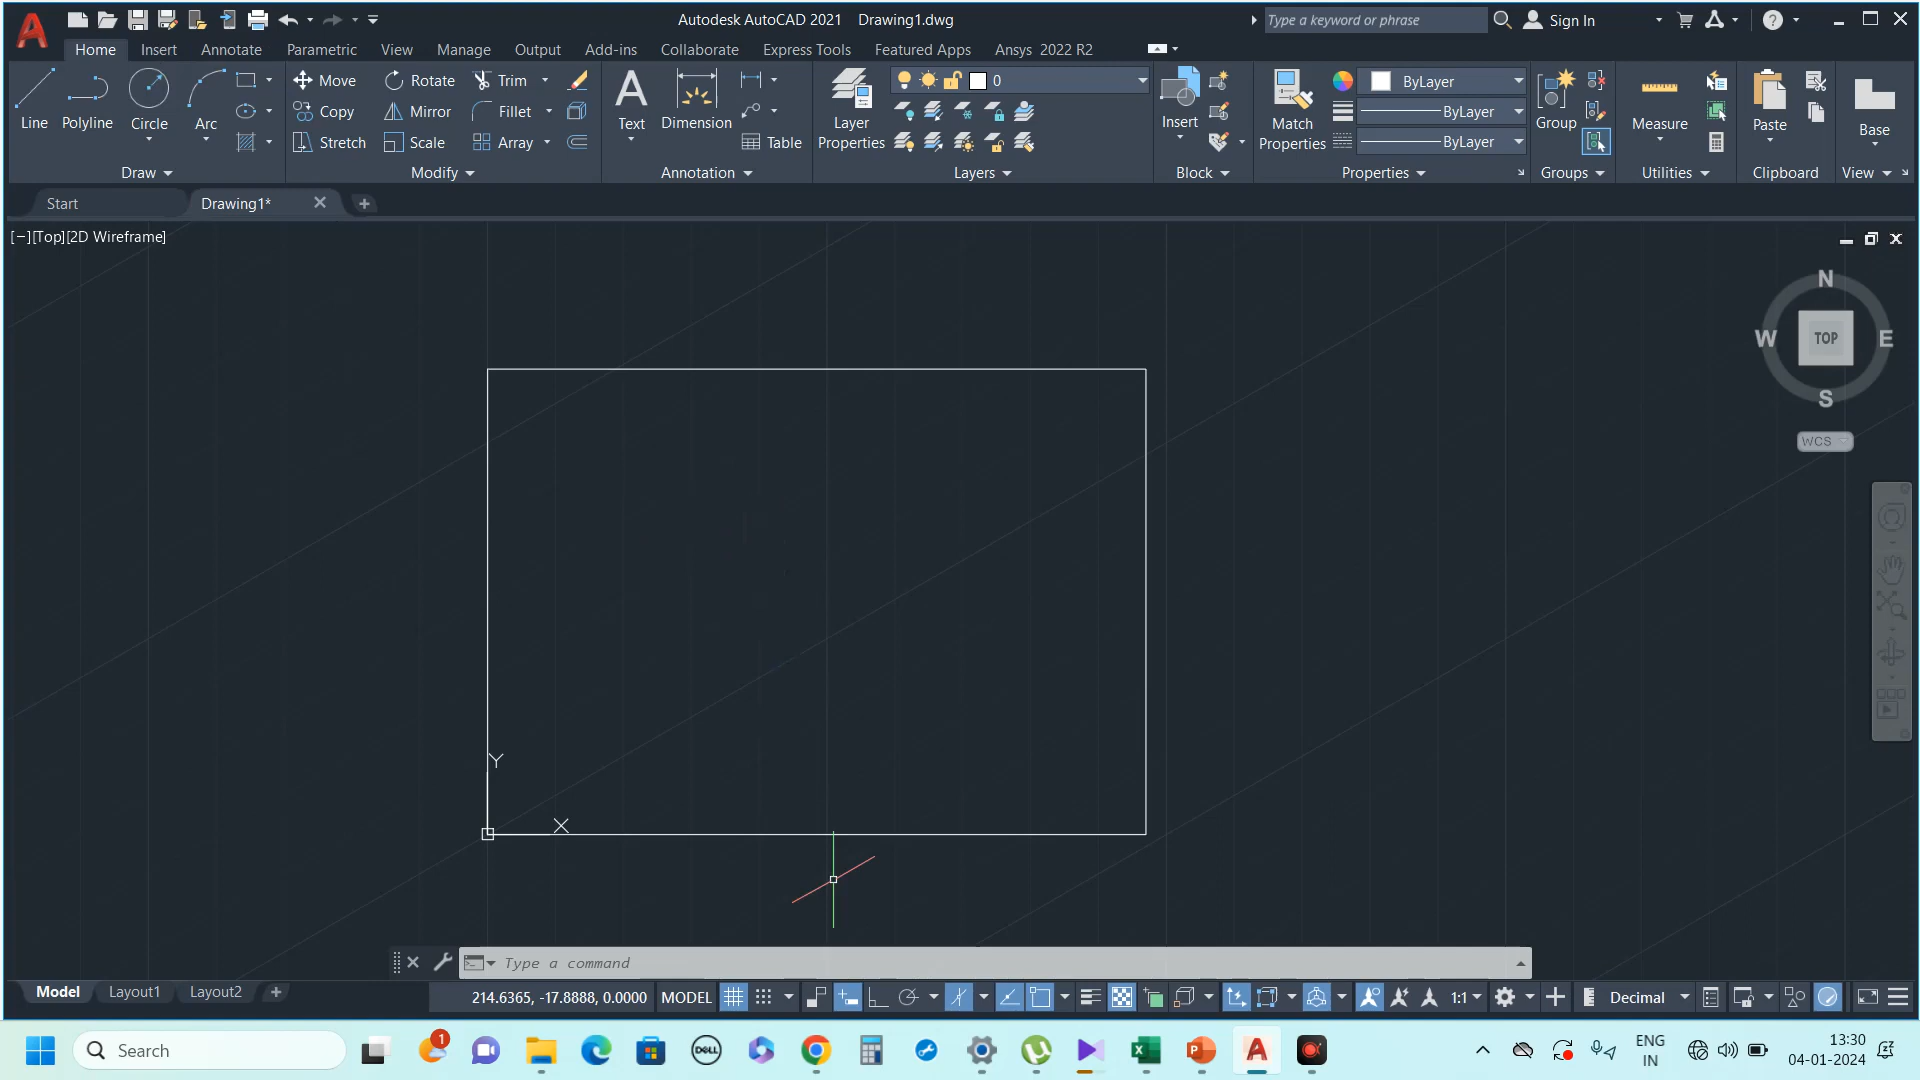 Autodesk AutoCAD 2021 Drawing1.dwg
Type a keyword or phrase
Sign In
Home Insert Annotate Parametric View Manage Output Add-ins Collaborate Express Tools Featured Apps Ansys 2022 R2
Line
Polyline
Circle
Arc
Draw
Move
Rotate
Trim
Copy
Mirror
Fillet
Stretch
Scale
Array
Modify
Text
Dimension
Table
Annotation
Layer
Properties
0
Layers
Insert
Block
Match
Properties
ByLayer
ByLayer
ByLayer
Properties
Group
Groups
Measure
Utilities
Paste
Clipboard
Base
View
Start
Drawing1*
[−][Top][2D Wireframe]
N
W
TOP
E
S
WCS
Y
X
Type a command
Model Layout1 Layout2
214.6365, -17.8888, 0.0000
MODEL
1:1
Decimal
Search
1
DELL
ENG
IN
13:30
04-01-2024